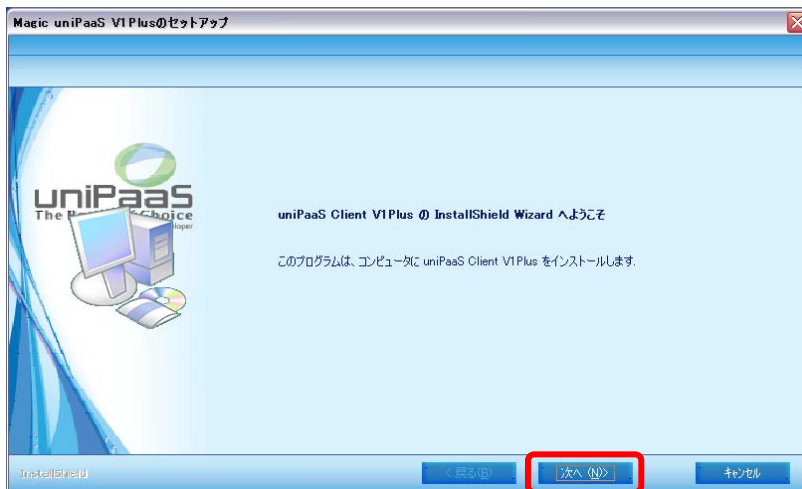 Magic uniPaaS V1Plusのセットアップ
uniPaaS
The
Choice
loper
uniPaaS Client V1Plus の InstallShield Wizard へようこそ
このプログラムは、コンピュータに uniPaaS Client V1Plus をインストールします.
InstallShield
< 戻る(B)
次へ (N)>
キャンセル